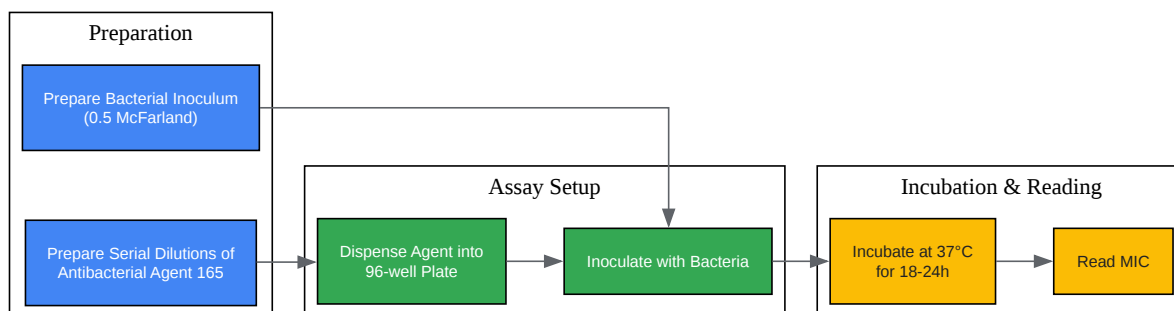 Preparation
Prepare Bacterial Inoculum
(0.5 McFarland)
Prepare Serial Dilutions of
Antibacterial Agent 165
Assay Setup
Dispense Agent into
96-well Plate
Inoculate with Bacteria
Incubation & Reading
Incubate at 37°C
for 18-24h
Read MIC